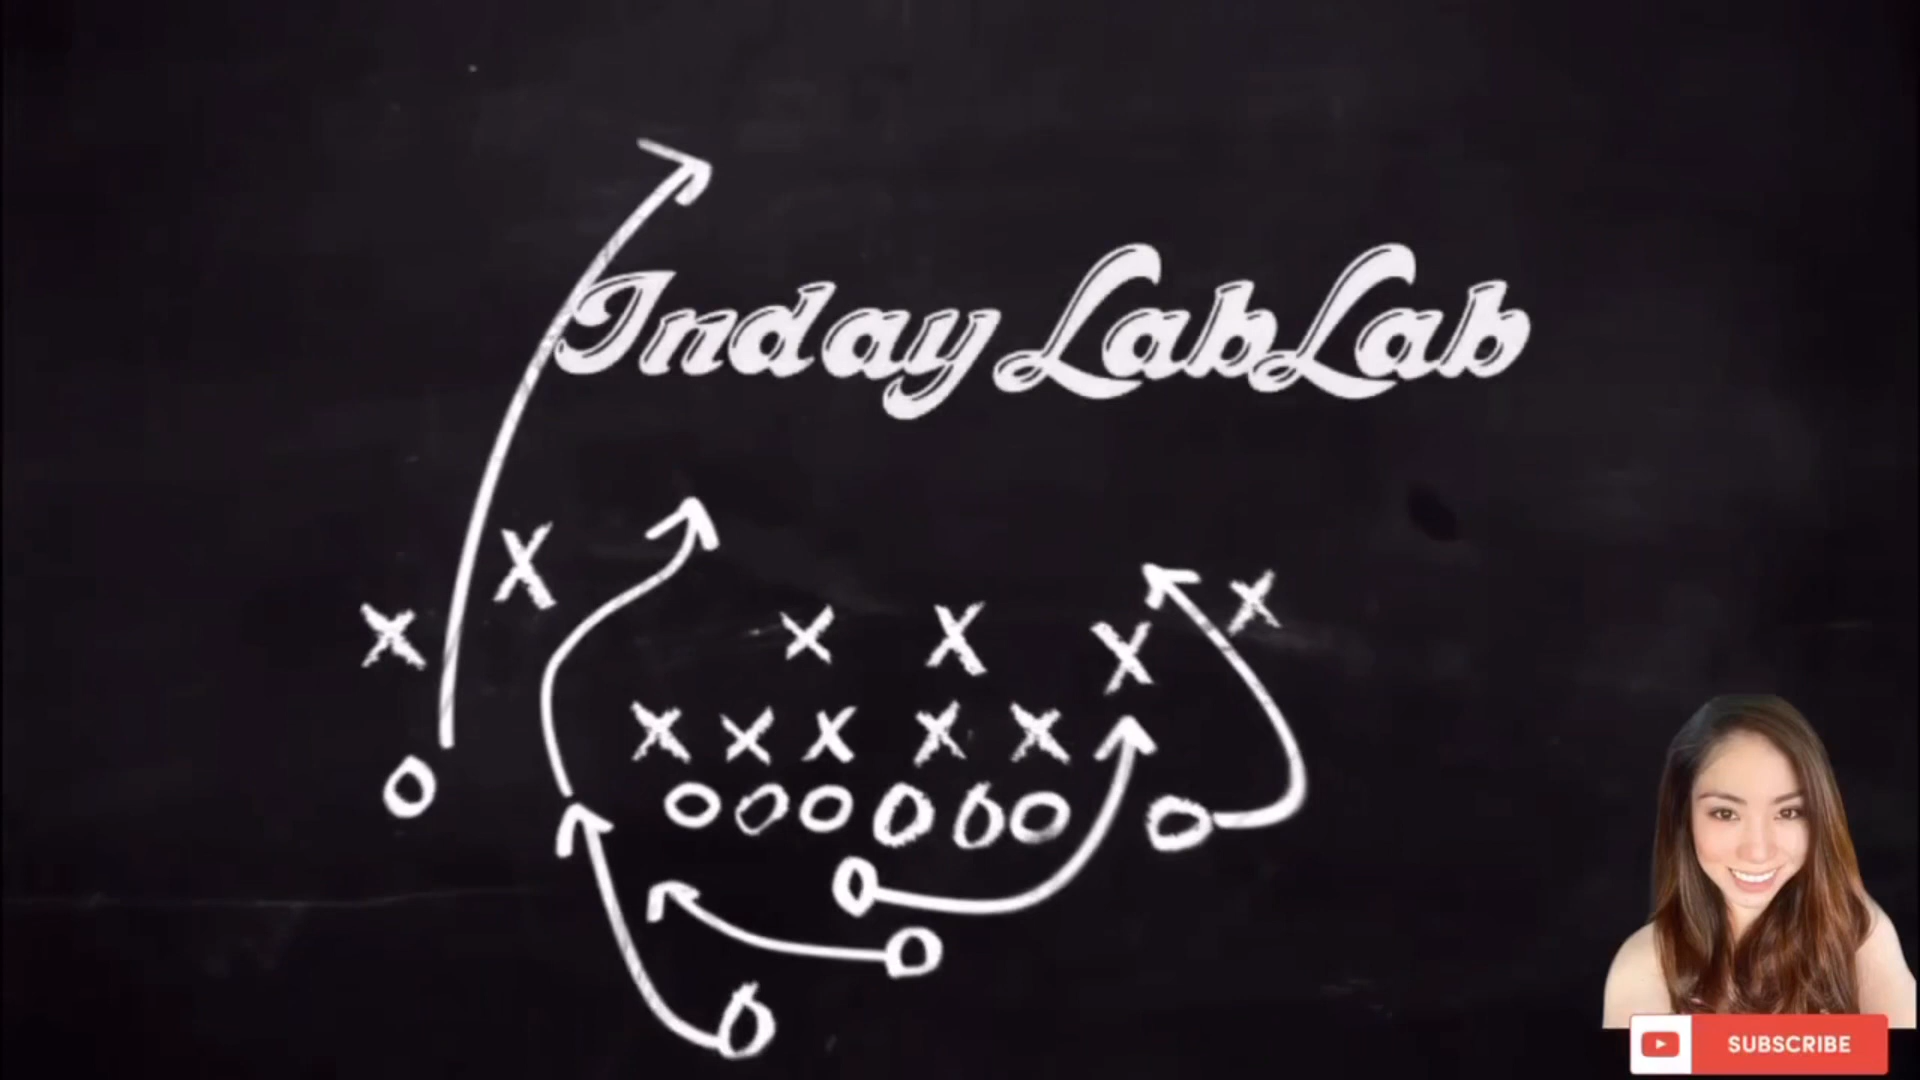 Inday LabLab
X
X X X X X
X X X X X
O O O O O O O O
O
O
O
SUBSCRIBE